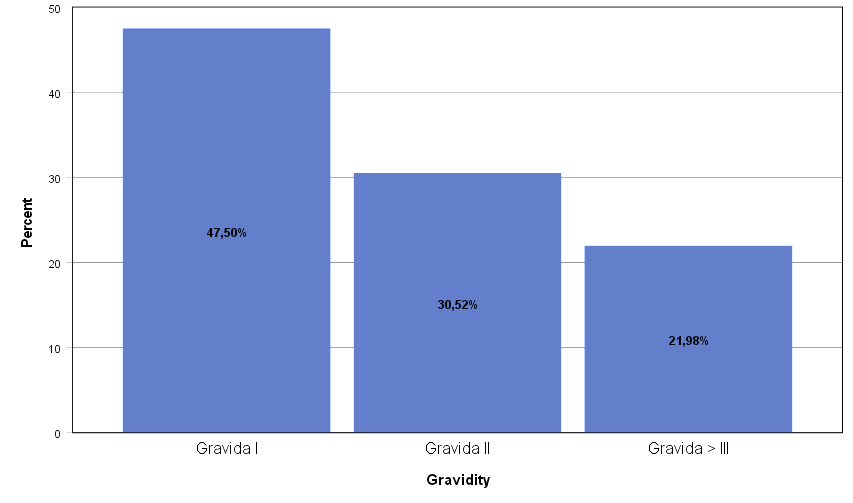 50
40
30
20
10
0
Percent
47,50%
30,52%
21,98%
Gravida I
Gravida II
Gravida > III
Gravidity